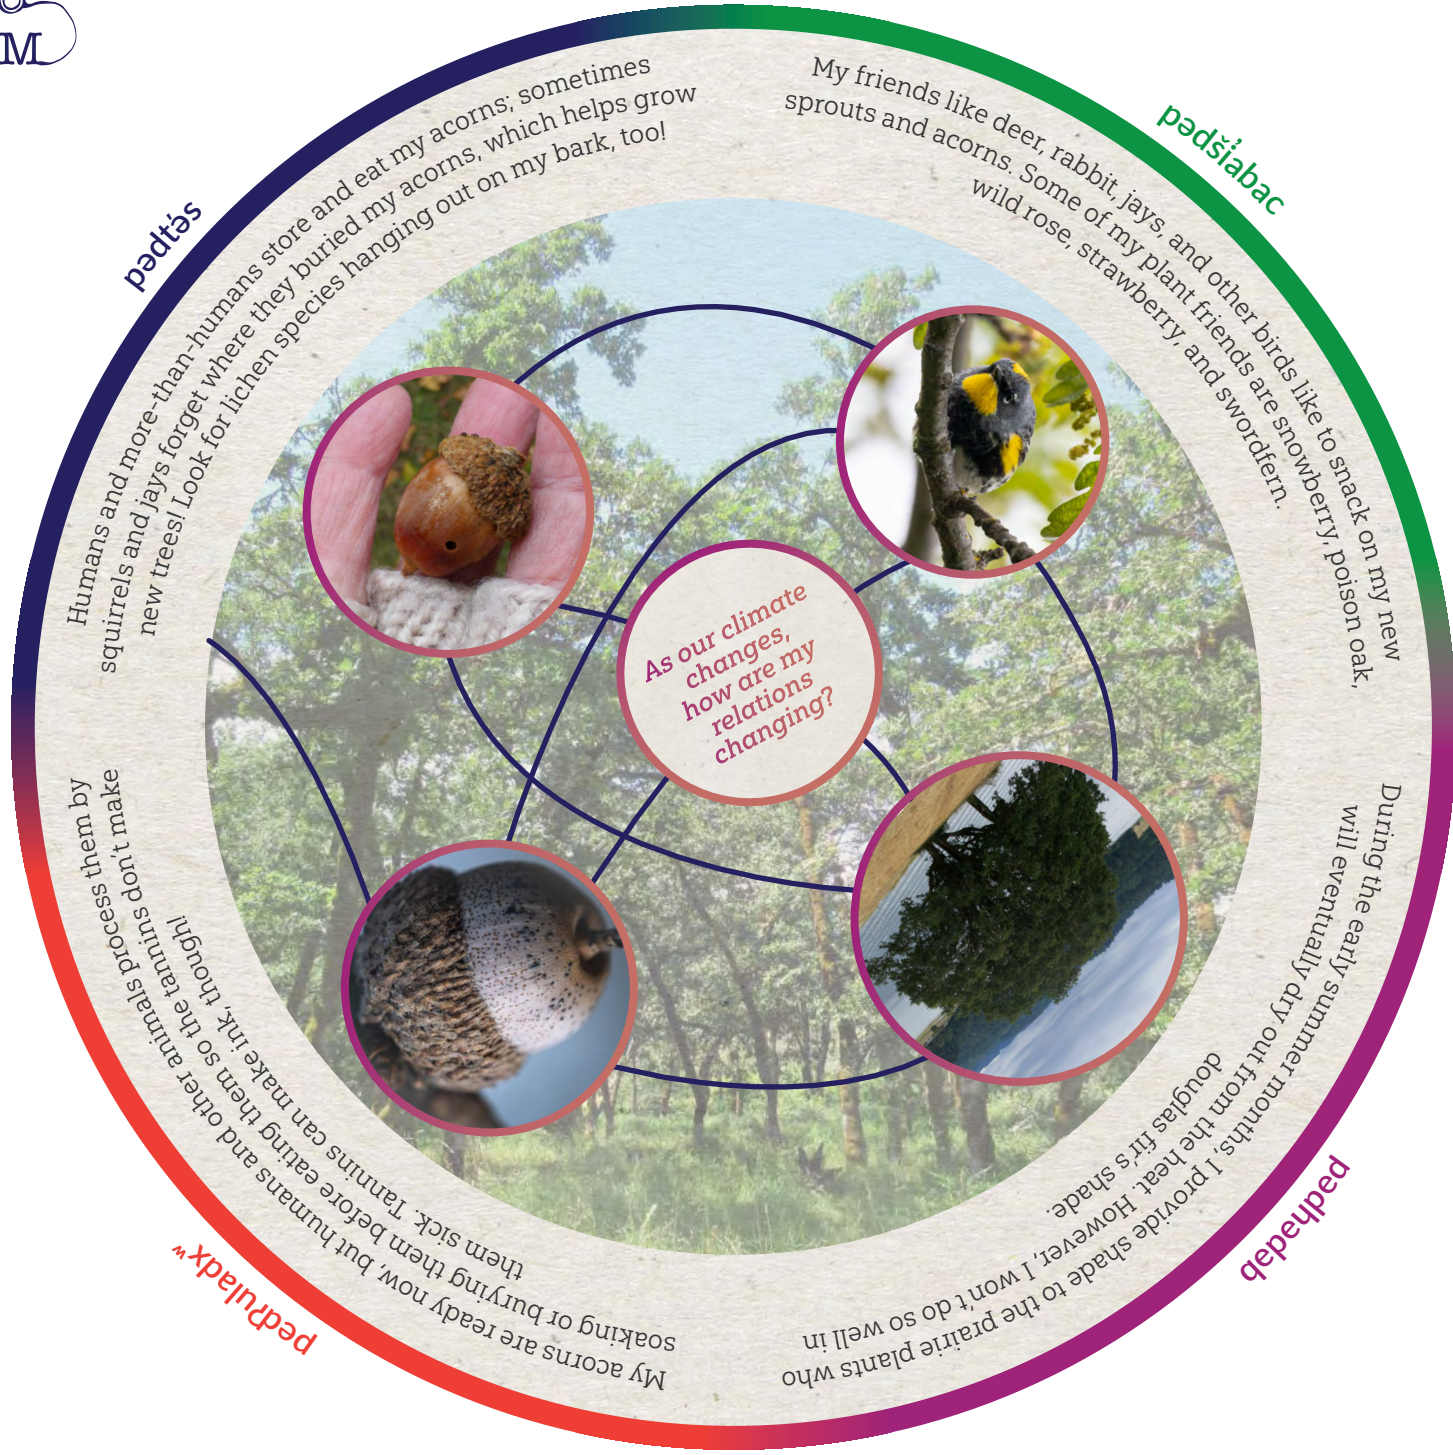 M
pədt̓əs
Humans and more-than-humans store and eat my acorns; sometimes
squirrels and jays forget where they buried my acorns, which helps grow
new trees! Look for lichen species hanging out on my bark, too!
pədšix̌abac
My friends like deer, rabbit, jays, and other birds like to snack on my new
sprouts and acorns. Some of my plant friends are snowberry, poison oak,
wild rose, strawberry, and swordfern.
As our climate
changes,
how are my
relations
changing?
pədhədəb
During the early summer months, I provide shade to the prairie plants who
will eventually dry out from the heat. However, I won't do so well in
douglas fir's shade.
pədʔuladxʷ
My acorns are ready now, but humans and other animals process them by
soaking or burying them before eating them so the tannins don't make
them sick. Tannins can make ink, though!